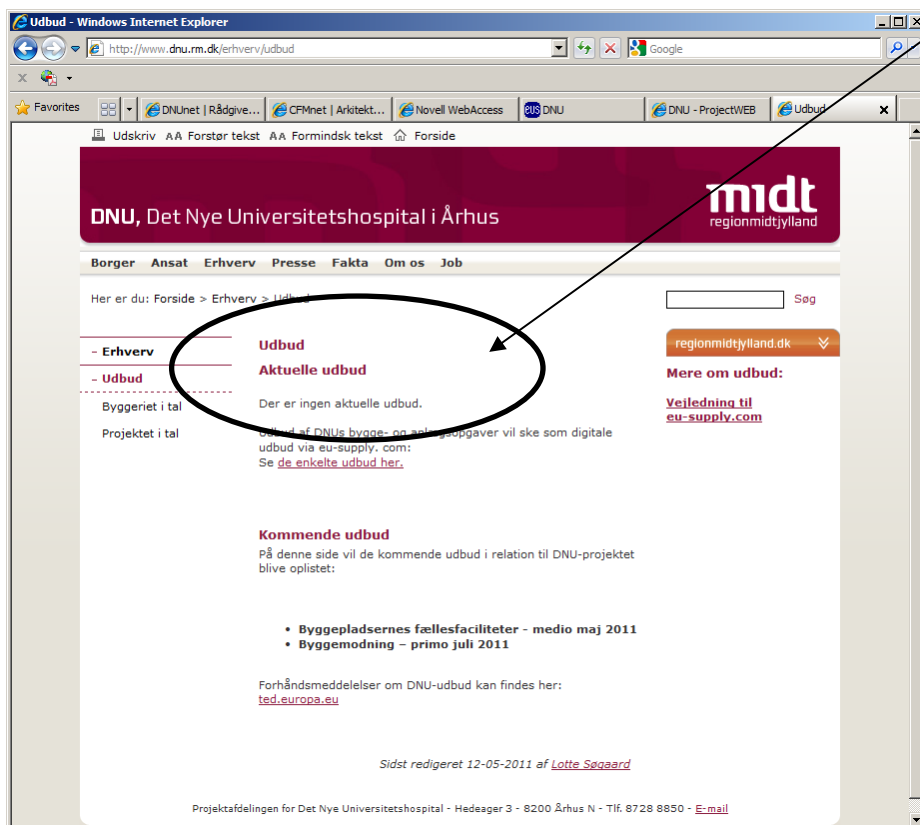 Udbud - Windows Internet Explorer
http://www.dnu.rm.dk/erhverv/udbud
Google
Favorites
DNUnet | Rådgive...
CFMnet | Arkitekt...
Novell WebAccess
eus DNU
DNU - ProjectWEB
Udbud
Udskriv AA Forstør tekst AA Formindsk tekst Forside
DNU, Det Nye Universitetshospital i Århus
midt
regionmidtjylland
Borger Ansat Erhverv Presse Fakta Om os Job
Her er du: Forside > Erhverv > Udbud
Søg
- Erhverv
- Udbud
Byggeriet i tal
Projektet i tal
Udbud
Aktuelle udbud
Der er ingen aktuelle udbud.
Udbud af DNUs bygge- og anlægsopgaver vil ske som digitale
udbud via eu-supply. com:
Se de enkelte udbud her.
Kommende udbud
På denne side vil de kommende udbud i relation til DNU-projektet
blive oplistet:
• Byggepladsernes fællesfaciliteter - medio maj 2011
• Byggemodning – primo juli 2011
Forhåndsmeddelelser om DNU-udbud kan findes her:
ted.europa.eu
regionmidtjylland.dk
Mere om udbud:
Vejledning til
eu-supply.com
Sidst redigeret 12-05-2011 af Lotte Søgaard
Projektafdelingen for Det Nye Universitetshospital - Hedeager 3 - 8200 Århus N - Tlf. 8728 8850 - E-mail